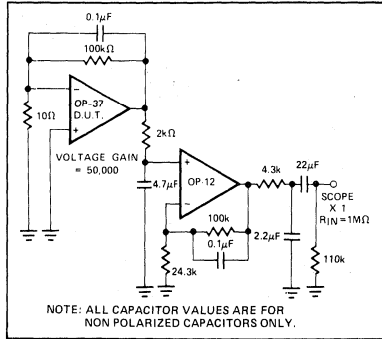 0.1μF
100kΩ
−
OP-37
D.U.T.
+
10Ω
2kΩ
VOLTAGE GAIN
= 50,000
4.7μF
+
OP-12
−
4.3k
22μF
SCOPE
X 1
RIN = 1MΩ
100k
0.1μF
2.2μF
24.3k
110k
NOTE: ALL CAPACITOR VALUES ARE FOR
NON POLARIZED CAPACITORS ONLY.